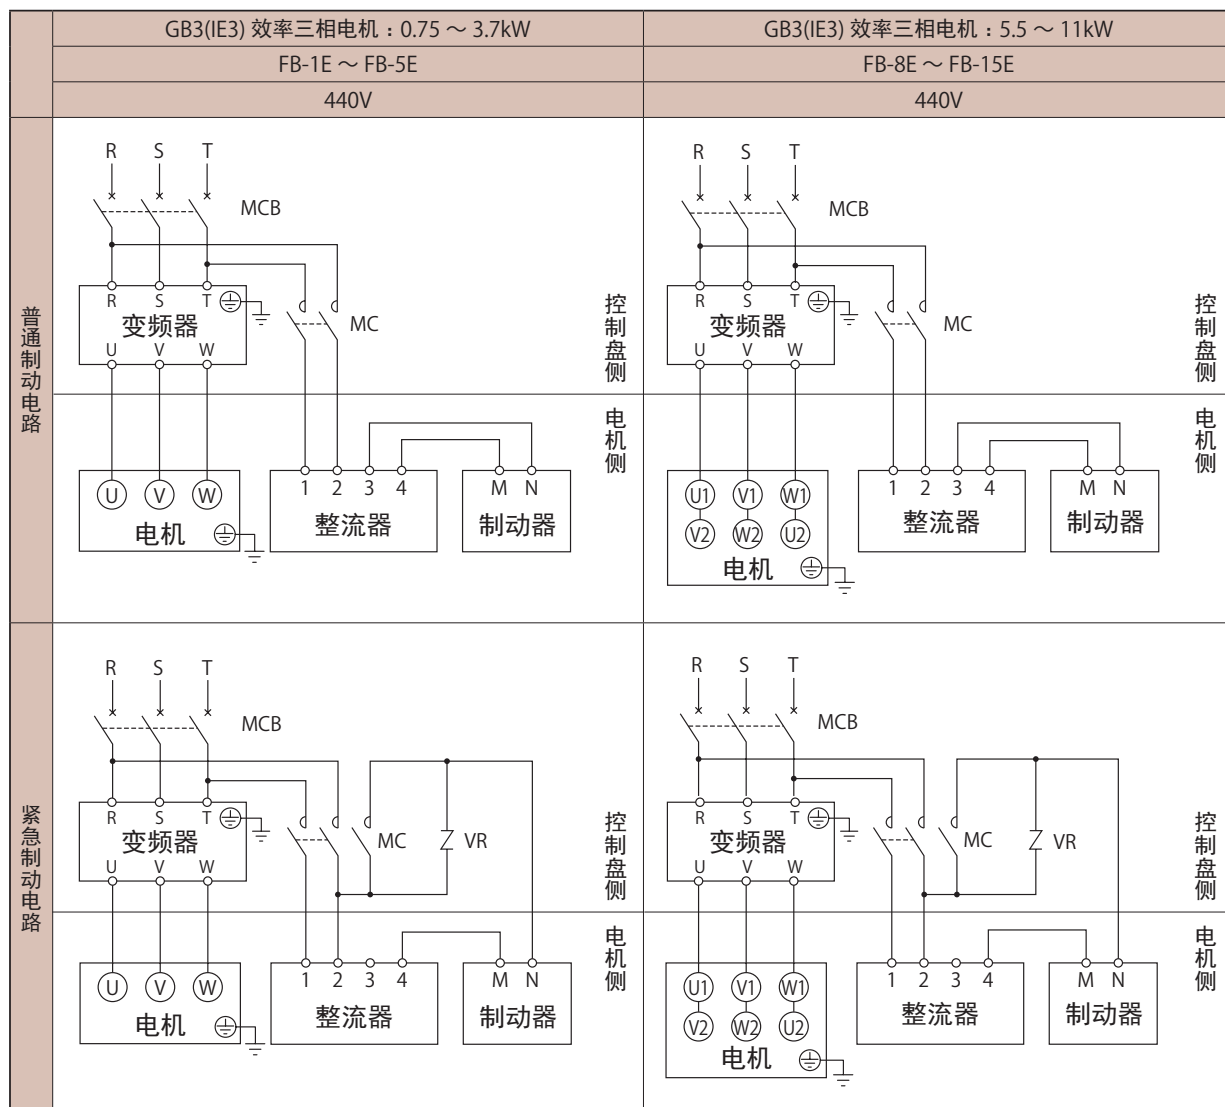 GB3(IE3) 效率三相电机：0.75 ～ 3.7kW
GB3(IE3) 效率三相电机：5.5 ～ 11kW
FB-1E ～ FB-5E
FB-8E ～ FB-15E
440V
440V
普通制动电路
R S T
MCB
R S T
变频器
U V W
MC
控制盘侧
电机侧
U V W
电机
1 2 3 4
整流器
M N
制动器
R S T
MCB
R S T
变频器
U V W
MC
控制盘侧
电机侧
U1 V1 W1
V2 W2 U2
电机
1 2 3 4
整流器
M N
制动器
紧急制动电路
R S T
MCB
R S T
变频器
U V W
MC
VR
控制盘侧
电机侧
U V W
电机
1 2 3 4
整流器
M N
制动器
R S T
MCB
R S T
变频器
U V W
MC
VR
控制盘侧
电机侧
U1 V1 W1
V2 W2 U2
电机
1 2 3 4
整流器
M N
制动器